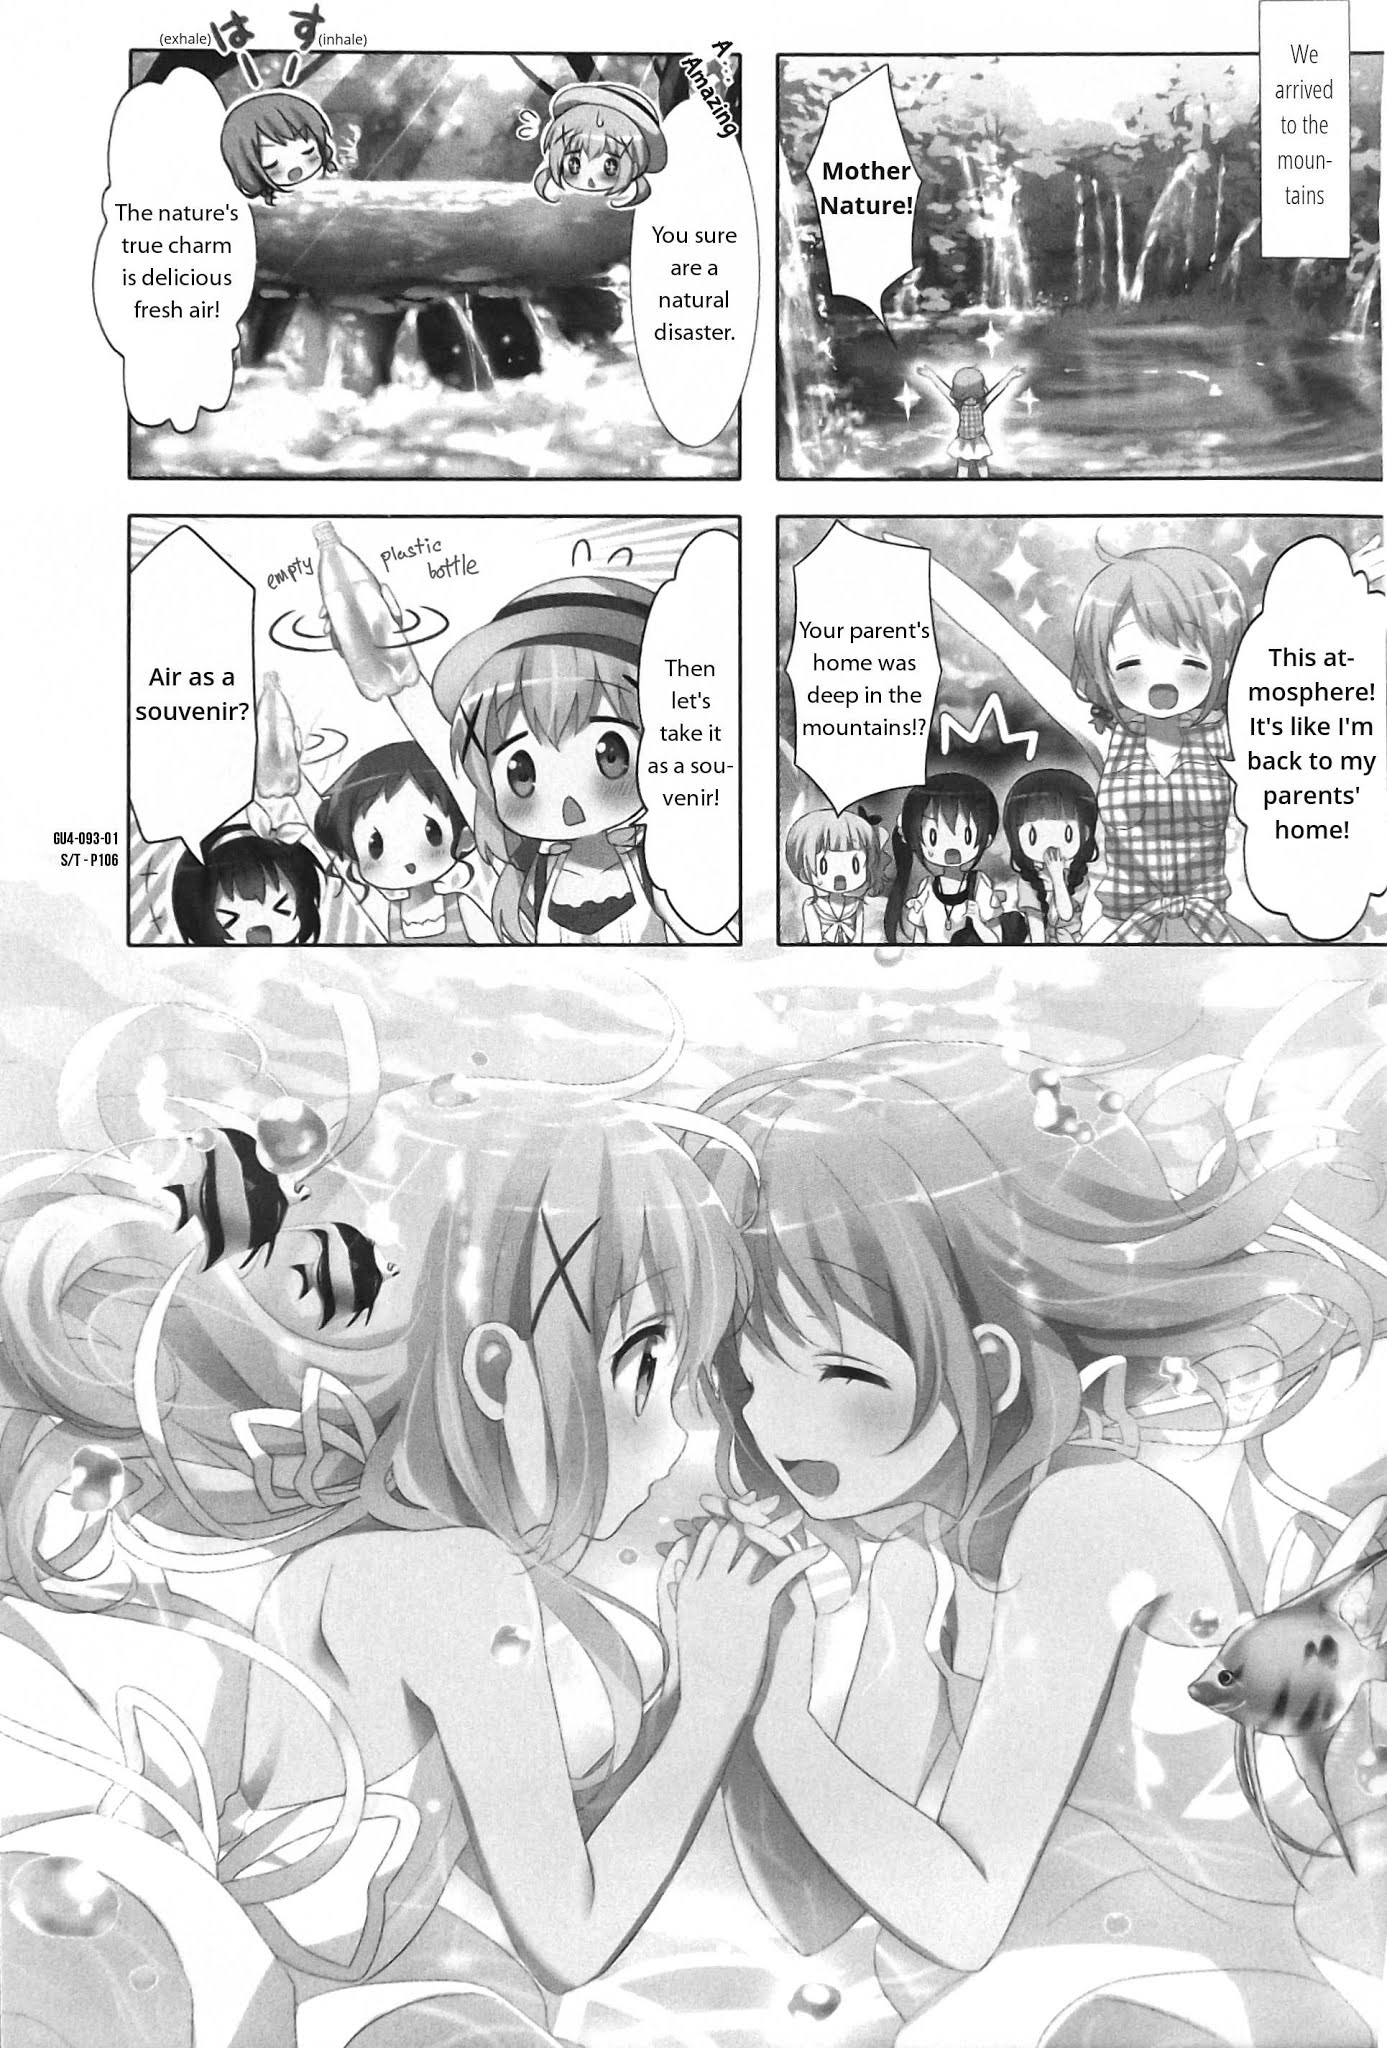 We
arrived
to the
moun-
tains
Mother
Nature!
This at-
mosphere!
It's like I'm
back to my
parents'
home!
Your parent's
home was
deep in the
mountains!?
A...
Amazing
You sure
are a
natural
disaster.
す
(inhale)
は
(exhale)
The nature's
true charm
is delicious
fresh air!
Then
let's
take it
as a sou-
venir!
empty
plastic
bottle
Air as a
souvenir?
GU4-093-01
S/T - P106